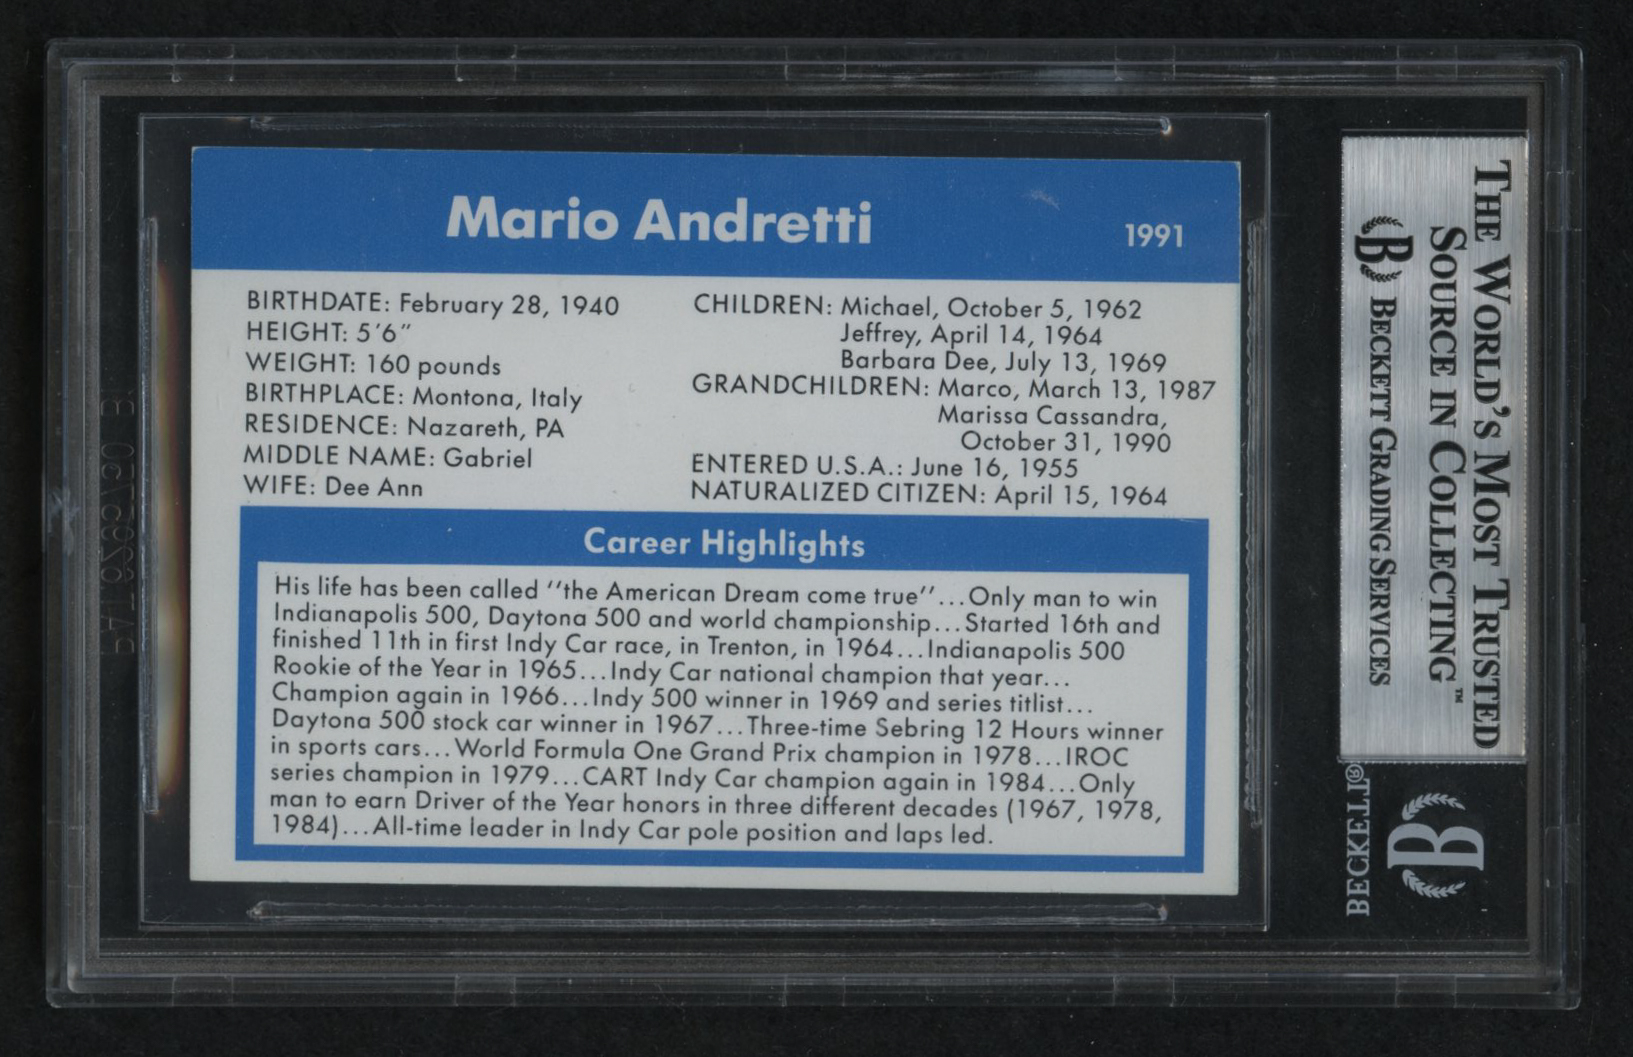 Mario Andretti
1991
BIRTHDATE: February 28, 1940
HEIGHT: 5'6"
WEIGHT: 160 pounds
BIRTHPLACE: Montona, Italy
RESIDENCE: Nazareth, PA
MIDDLE NAME: Gabriel
WIFE: Dee Ann
CHILDREN: Michael, October 5, 1962
Jeffrey, April 14, 1964
Barbara Dee, July 13, 1969
GRANDCHILDREN: Marco, March 13, 1987
Marissa Cassandra,
October 31, 1990
ENTERED U.S.A.: June 16, 1955
NATURALIZED CITIZEN: April 15, 1964
Career Highlights
His life has been called ''the American Dream come true''...Only man to win
Indianapolis 500, Daytona 500 and world championship...Started 16th and
finished 11th in first Indy Car race, in Trenton, in 1964...Indianapolis 500
Rookie of the Year in 1965...Indy Car national champion that year...
Champion again in 1966...Indy 500 winner in 1969 and series titlist...
Daytona 500 stock car winner in 1967...Three-time Sebring 12 Hours winner
in sports cars...World Formula One Grand Prix champion in 1978...IROC
series champion in 1979...CART Indy Car champion again in 1984...Only
man to earn Driver of the Year honors in three different decades (1967, 1978,
1984)...All-time leader in Indy Car pole position and laps led.
THE WORLD'S MOST TRUSTED
SOURCE IN COLLECTING™
B BECKETT GRADING SERVICES
B
BECKETT®